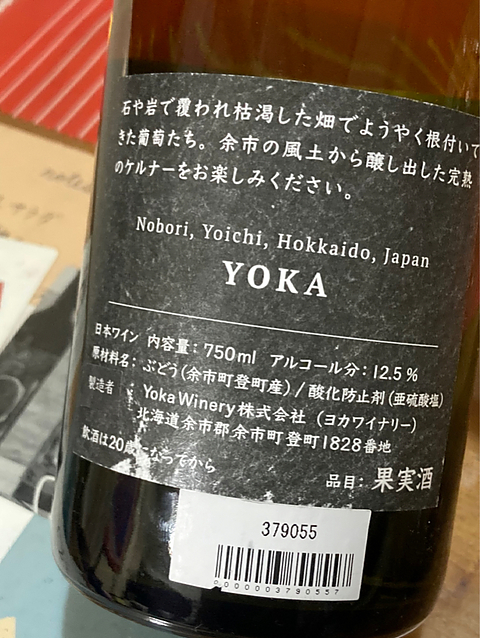 石や岩で覆われ枯渇した畑でようやく根付いて
きた葡萄たち。余市の風土から醸し出した完熟
のケルナーをお楽しみください。
Nobori, Yoichi, Hokkaido, Japan
YOKA
日本ワイン 内容量：750ml アルコール分：12.5%
原材料名：ぶどう（余市町登町産）/酸化防止剤（亜硫酸塩）
製造者 Yoka Winery株式会社 （ヨカワイナリー）
北海道余市郡余市町登町1828番地
飲酒は20歳になってから
品目：果実酒
379055
0000003790557